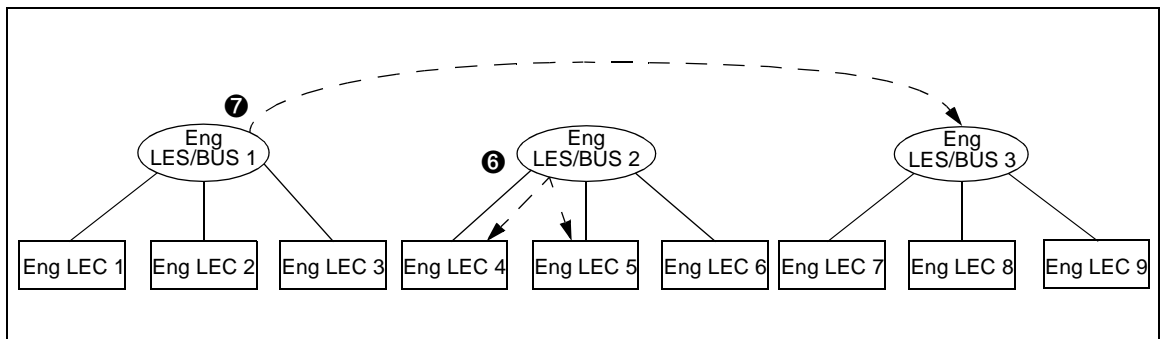 ❼
Eng
LES/BUS 1
❻
Eng
LES/BUS 2
Eng
LES/BUS 3
Eng LEC 1
Eng LEC 2
Eng LEC 3
Eng LEC 4
Eng LEC 5
Eng LEC 6
Eng LEC 7
Eng LEC 8
Eng LEC 9